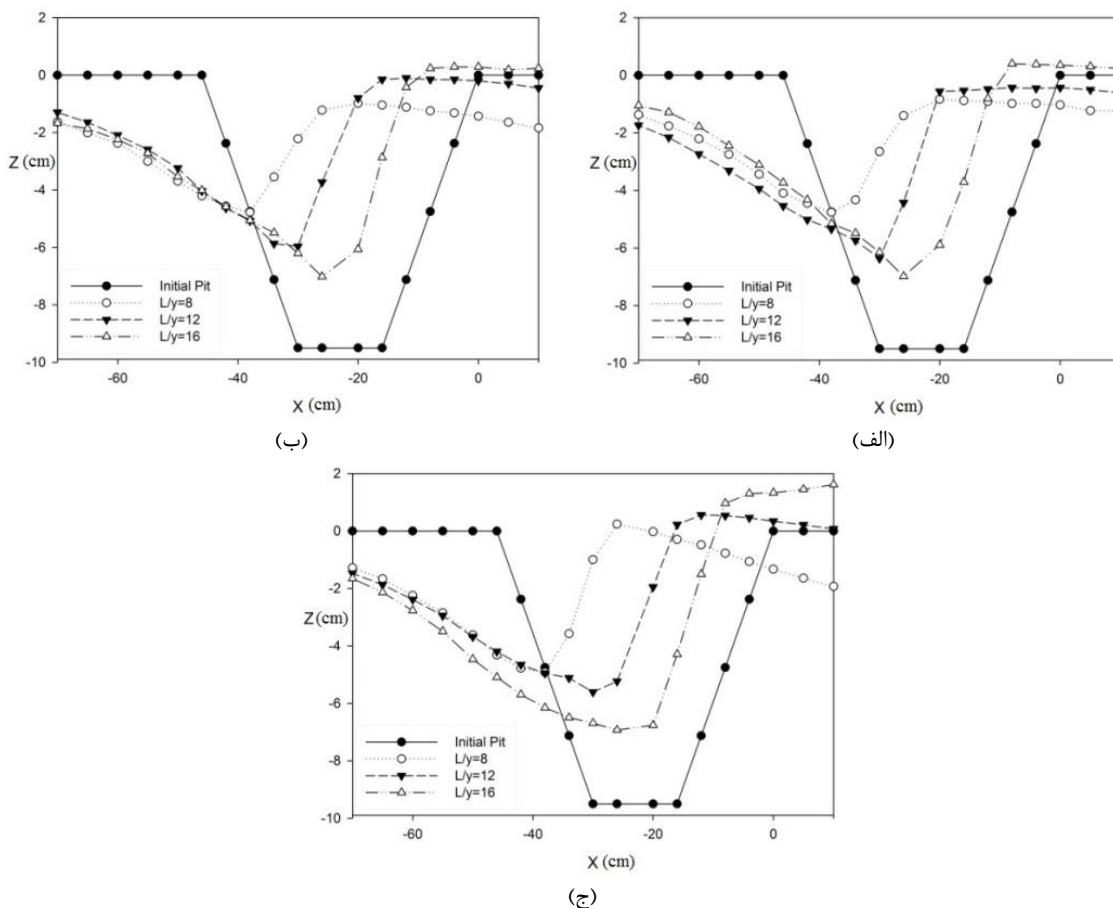 2
0
-2
Z (cm)
-4
-6
-8
-10
Initial Pit
L/y=8
L/y=12
L/y=16
-60
-40
-20
0
X (cm)
(ب)
2
0
-2
Z (cm)
-4
-6
-8
-10
Initial Pit
L/y=8
L/y=12
L/y=16
-60
-40
-20
0
X (cm)
(الف)
2
0
-2
Z (cm)
-4
-6
-8
-10
Initial Pit
L/y=8
L/y=12
L/y=16
-60
-40
-20
0
X (cm)
(ج)